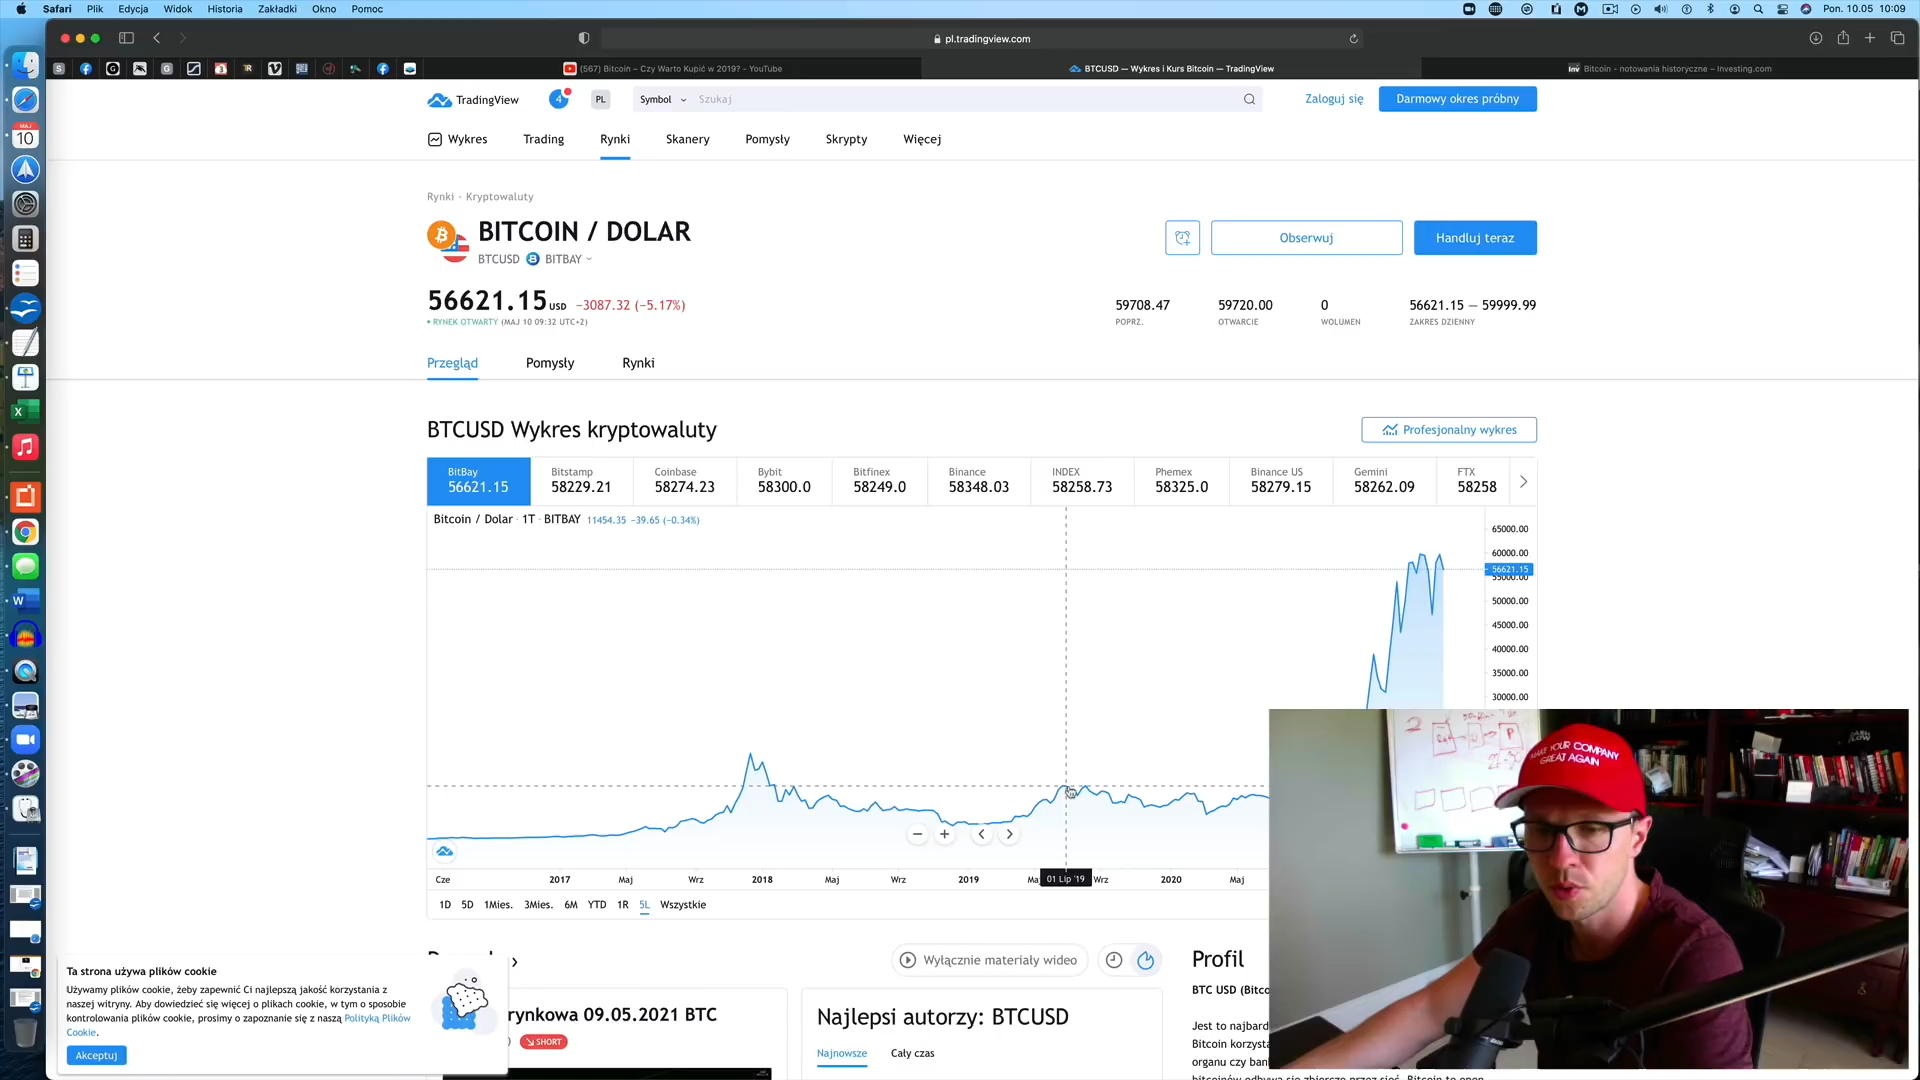 Safari Plik Edycja Widok Historia Zakładki Okno Pomoc
Pon. 10.05 10:09
pl.tradingview.com
(567) Bitcoin – Czy Warto Kupić w 2019? - YouTube
BTCUSD — Wykres i Kurs Bitcoin — TradingView
Bitcoin - notowania historyczne – Investing.com
TradingView 4 PL Symbol Szukaj Zaloguj się Darmowy okres próbny
Wykres Trading Rynki Skanery Pomysły Skrypty Więcej
Rynki Kryptowaluty
BITCOIN / DOLAR
BTCUSD BITBAY
Obserwuj Handluj teraz
56621.15 USD −3087.32 (−5.17%)
RYNEK OTWARTY (MAJ 10 09:32 UTC+2)
59708.47 59720.00 0 56621.15 — 59999.99
POPRZ. OTWARCIE WOLUMEN ZAKRES DZIENNY
Przegląd Pomysły Rynki
BTCUSD Wykres kryptowaluty
Profesjonalny wykres
BitBay Bitstamp Coinbase Bybit Bitfinex Binance INDEX Phemex Binance US Gemini FTX
56621.15 58229.21 58274.23 58300.0 58249.0 58348.03 58258.73 58325.0 58279.15 58262.09 58258
Bitcoin / Dolar · 1T · BITBAY 11454.35 −39.65 (−0.34%)
65000.00
60000.00
56621.15
55000.00
50000.00
45000.00
40000.00
35000.00
30000.00
Cze 2017 Maj Wrz 2018 Maj Wrz 2019 Ma 01 Lip '19 Wrz 2020 Maj
1D 5D 1Mies. 3Mies. 6M YTD 1R 5L Wszystkie
Wyłącznie materiały wideo
Profil
rynkowa 09.05.2021 BTC
SHORT
Najlepsi autorzy: BTCUSD
Najnowsze Cały czas
BTC USD (Bitco
Jest to najbard
Bitcoin korzysta
organu czy ban
Ta strona używa plików cookie
Używamy plików cookie, żeby zapewnić Ci najlepszą jakość korzystania z
naszej witryny. Aby dowiedzieć się więcej o plikach cookie, w tym o sposobie
kontrolowania plików cookie, prosimy o zapoznanie się z naszą Polityką Plików
Cookie.
Akceptuj
MAKE YOUR COMPANY
GREAT AGAIN